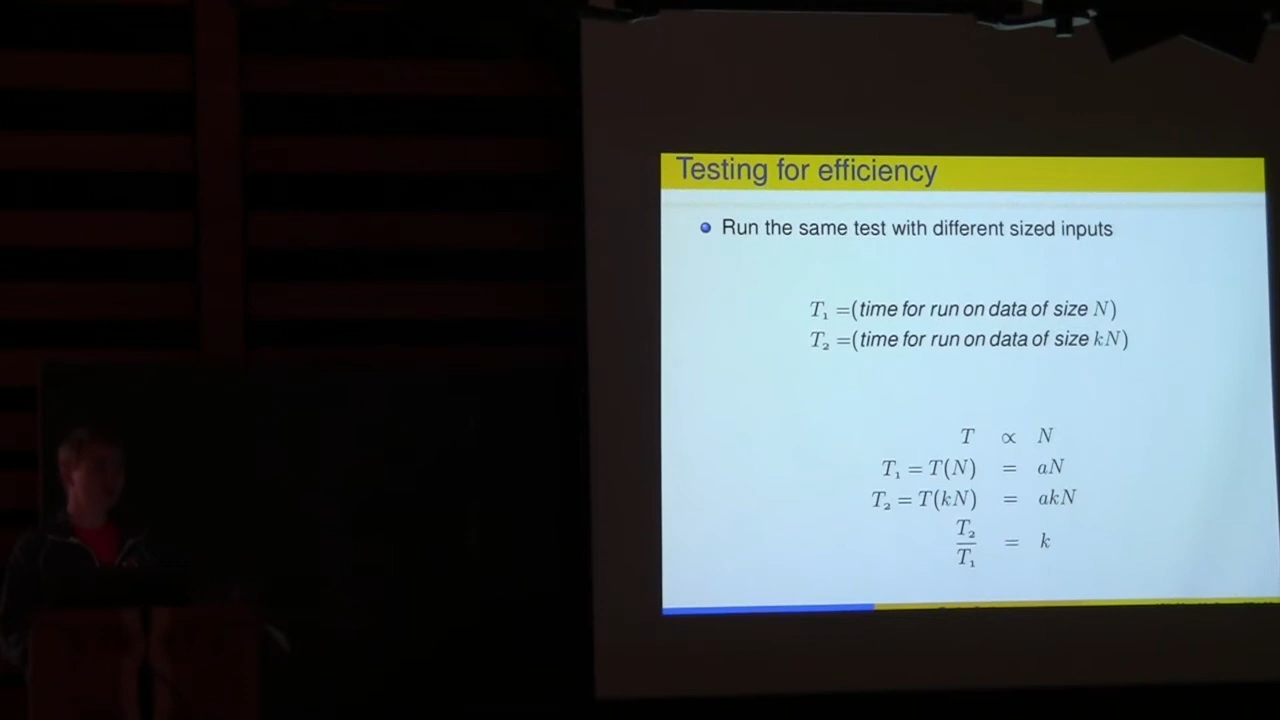 Testing for efficiency
Run the same test with different sized inputs
T₁ =(time for run on data of size N)
T₂ =(time for run on data of size kN)
T ∝ N
T₁ = T(N) = aN
T₂ = T(kN) = akN
T₂/T₁ = k